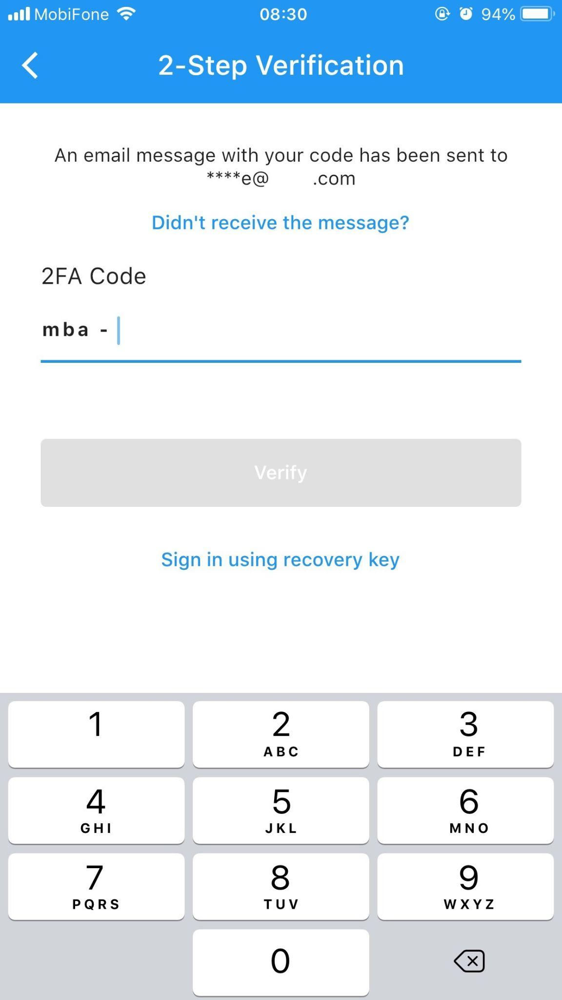 MobiFone 08:30 94%
2-Step Verification
An email message with your code has been sent to
****e@ .com
Didn't receive the message?
2FA Code
mba -
Verify
Sign in using recovery key
1 2 3
ABC DEF
4 5 6
GHI JKL MNO
7 8 9
PQRS TUV WXYZ
0